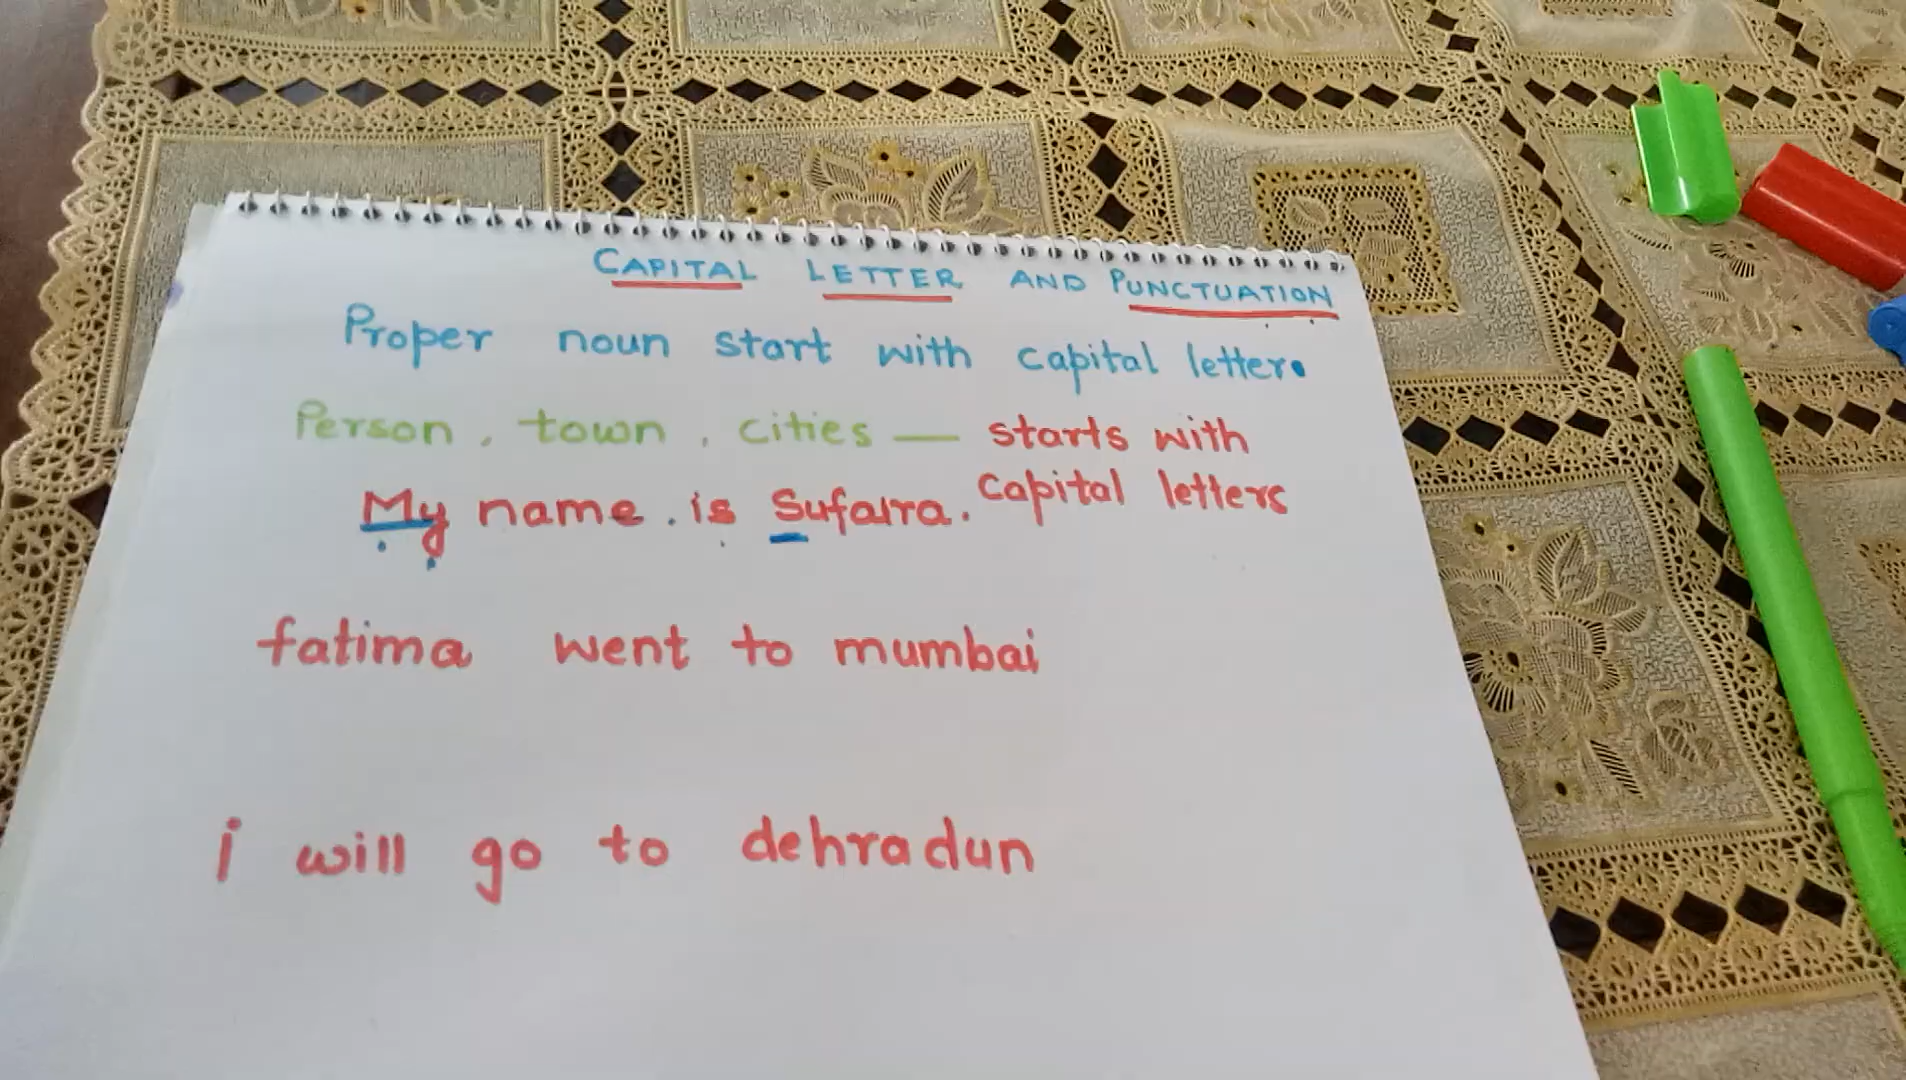 CAPITAL LETTER AND PUNCTUATION
Proper noun start with capital letter.
Person, town, cities — starts with
capital letters
My name is Sufaira.
fatima went to mumbai
i will go to dehradun